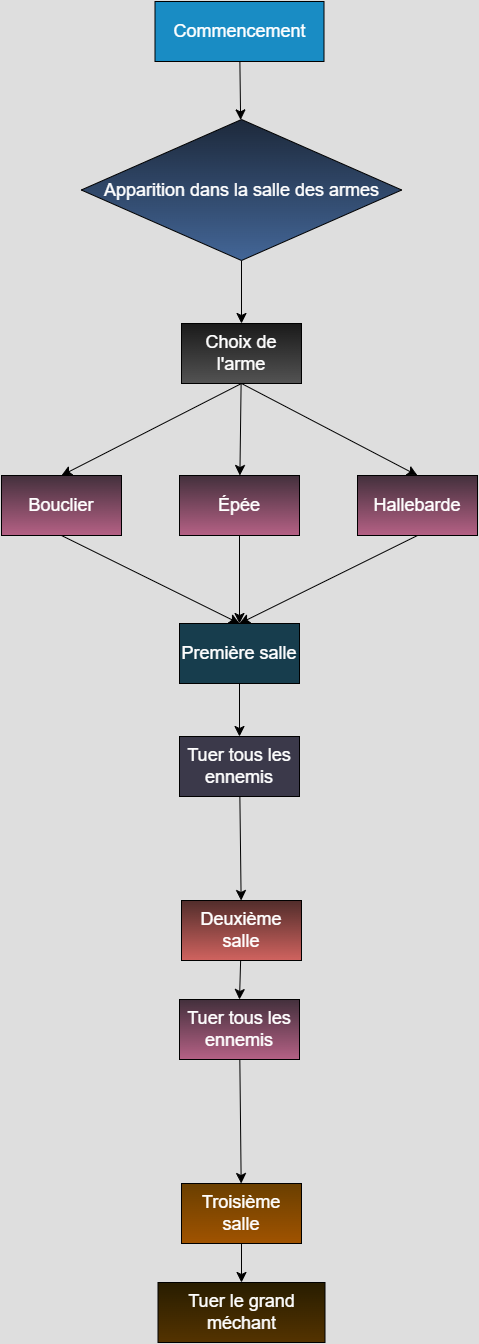 Commencement
Apparition dans la salle des armes
Choix de
l'arme
Bouclier
Épée
Hallebarde
Première salle
Tuer tous les
ennemis
Deuxième
salle
Tuer tous les
ennemis
Troisième
salle
Tuer le grand
méchant